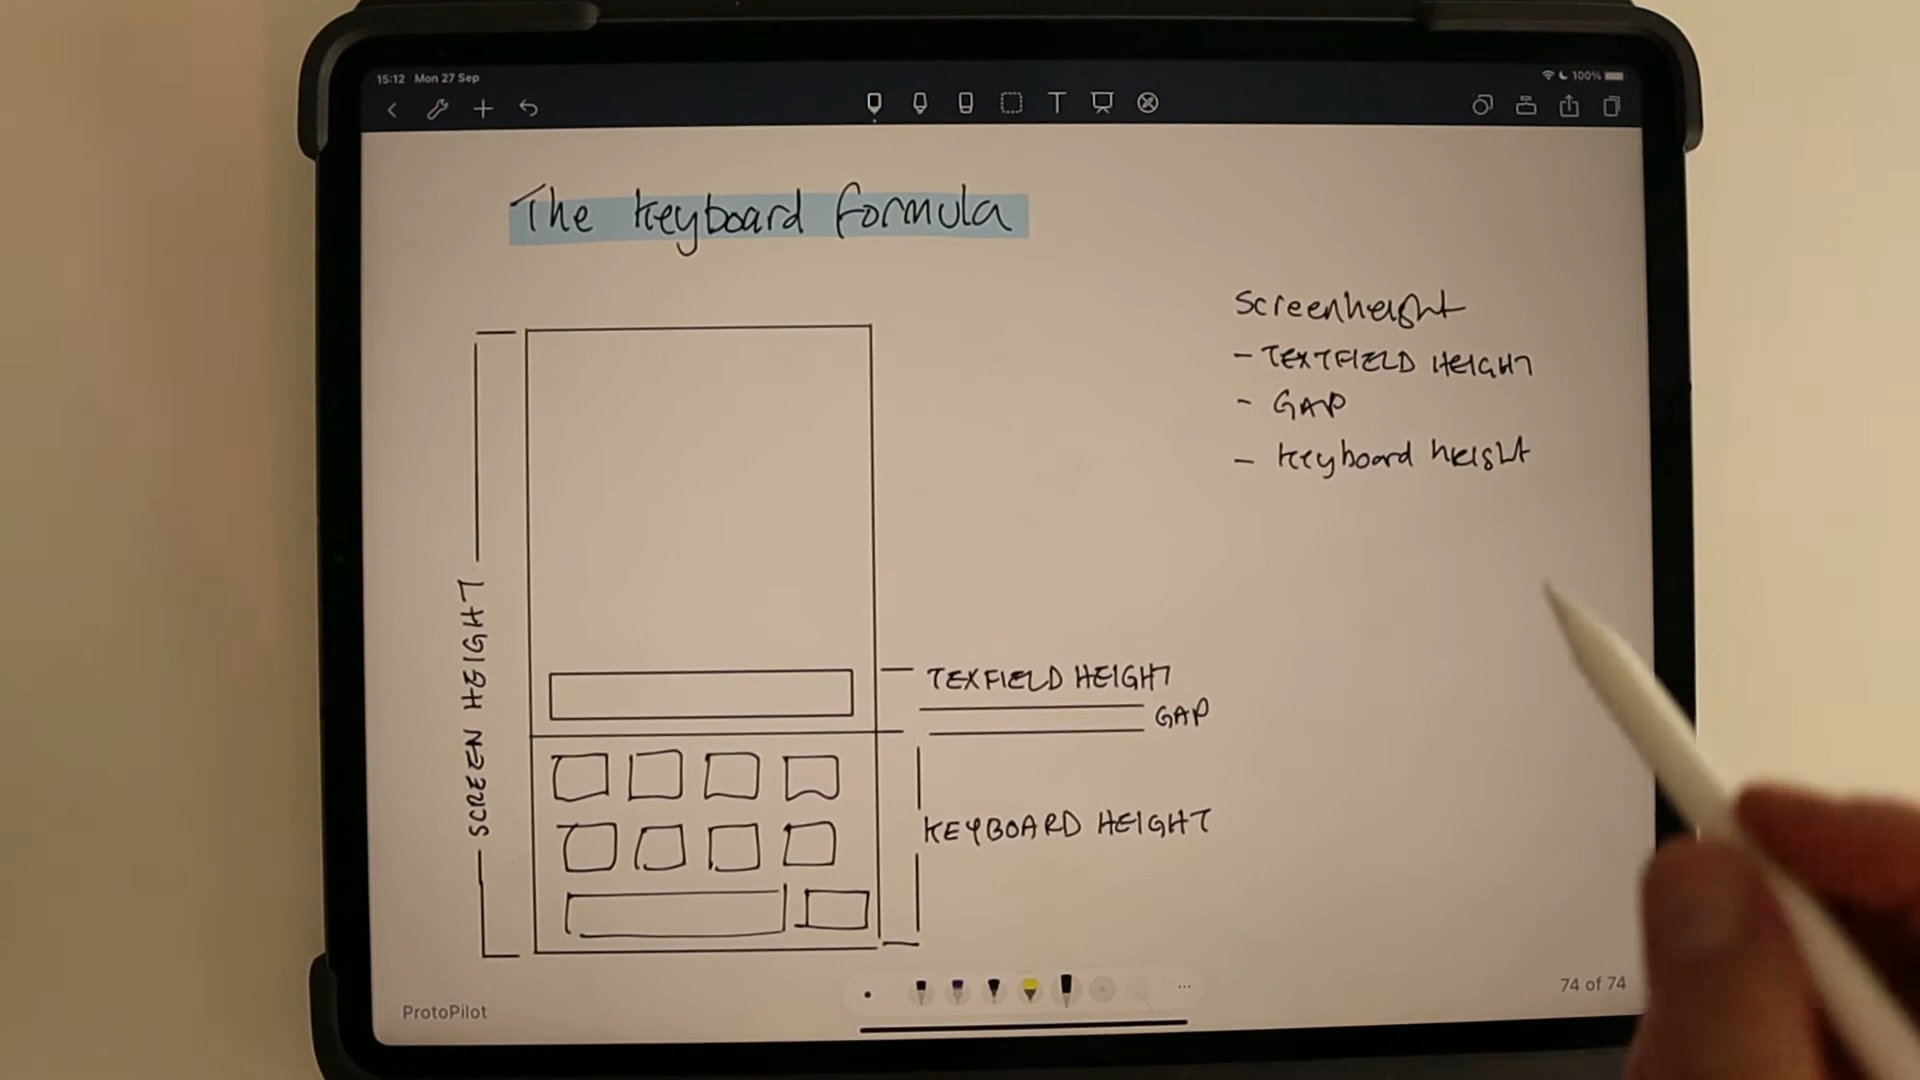 15:12 Mon 27 Sep
100%
The Keyboard formula
Screenheight
- TEXTFIELD HEIGHT
- GAP
- Keyboard height
SCREEN HEIGHT
TEXFIELD HEIGHT
GAP
KEYBOARD HEIGHT
74 of 74
ProtoPilot